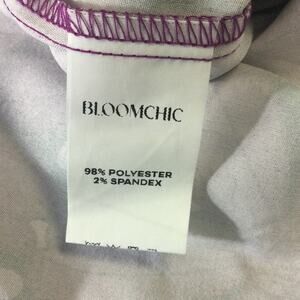 BLOOMCHIC
98% POLYESTER
2% SPANDEX